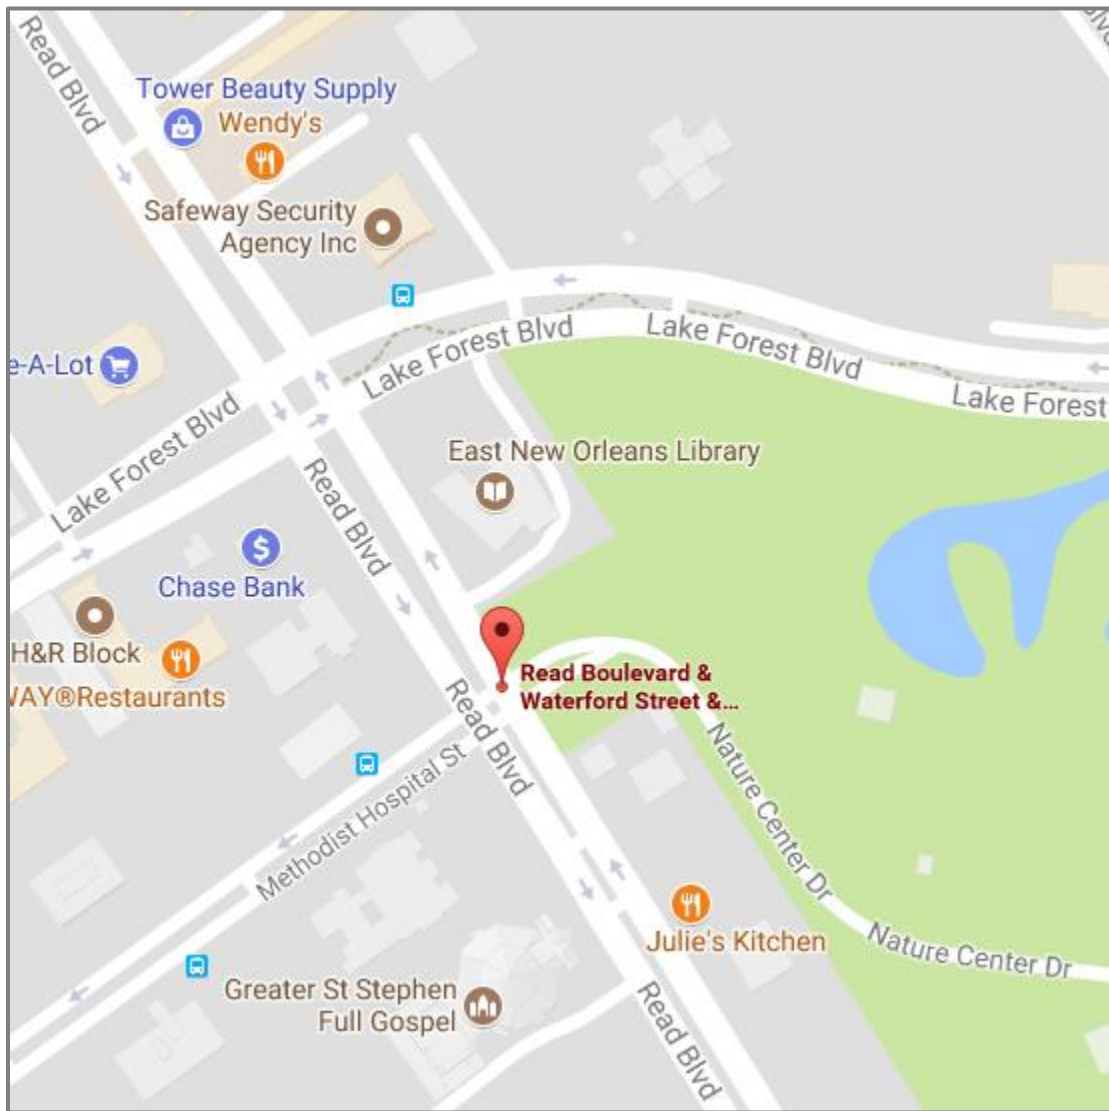 Read Blvd
Blvd
Tower Beauty Supply
Wendy's
Safeway Security
Agency Inc
Lake Forest Blvd
Lake Forest Blvd
e-A-Lot
Lake Forest
Lake Forest Blvd
East New Orleans Library
Read Blvd
Chase Bank
H&R Block
WAY®Restaurants
Read Boulevard &
Waterford Street &...
Read Blvd
Nature Center Dr
Methodist Hospital St
Julie's Kitchen
Nature Center Dr
Greater St Stephen
Full Gospel
Read Blvd